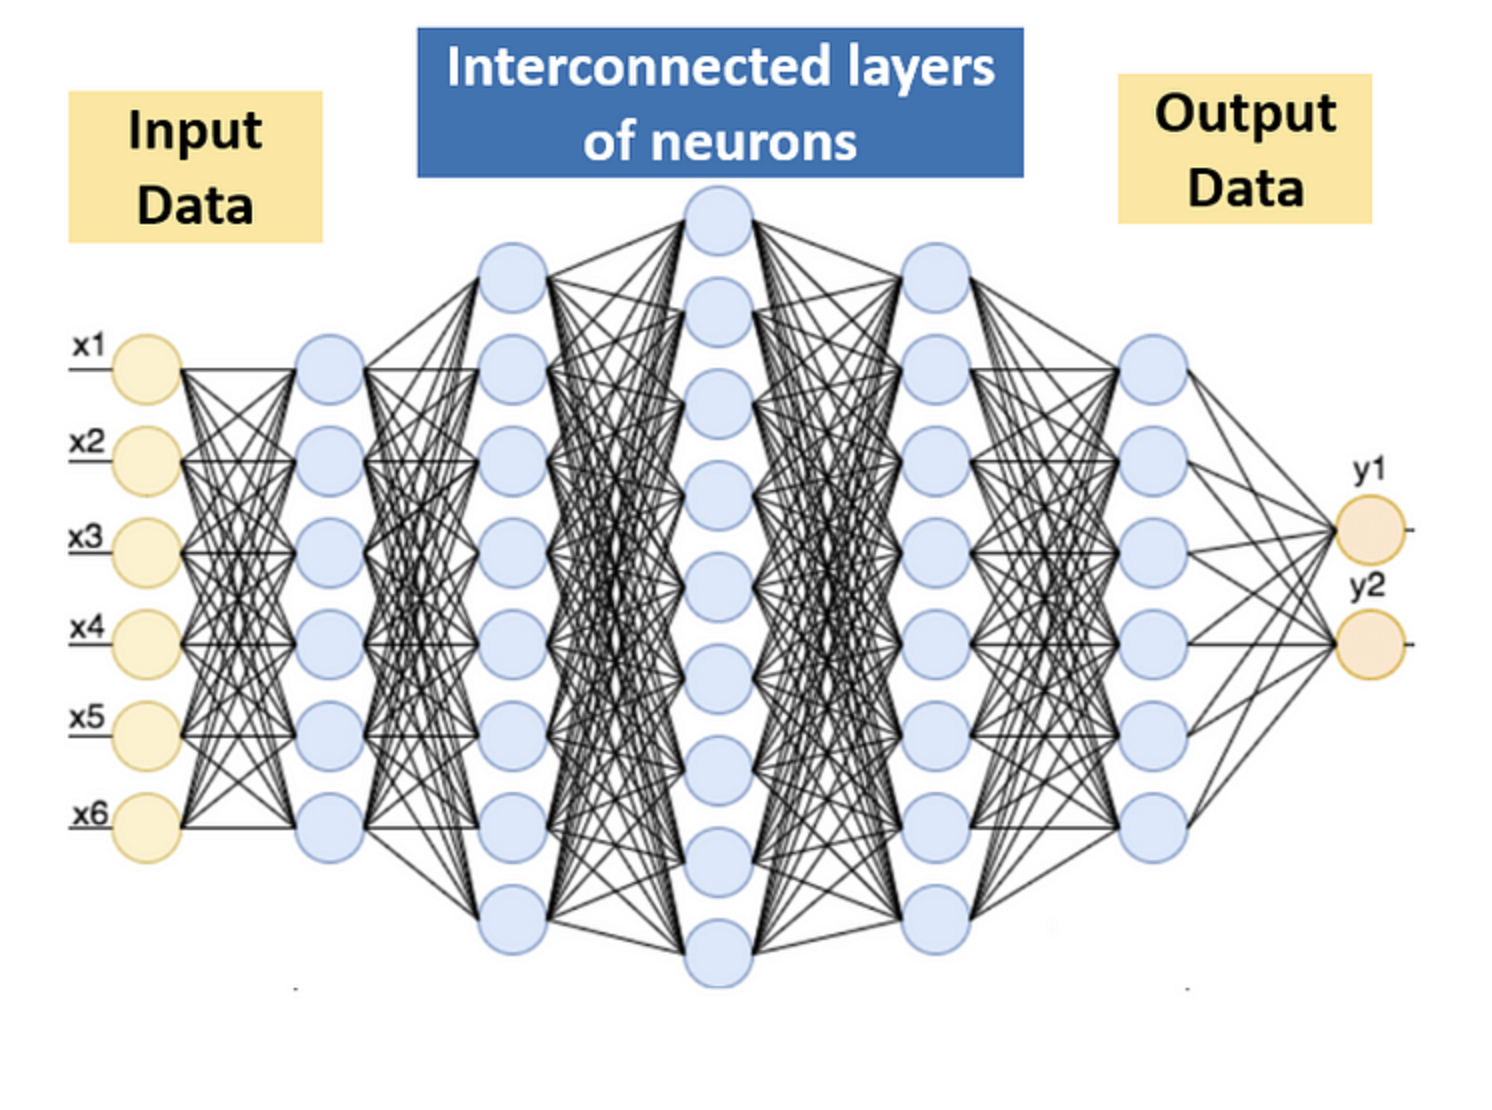 Interconnected layers
of neurons
Input
Data
Output
Data
x1
x2
x3
x4
x5
x6
y1
y2